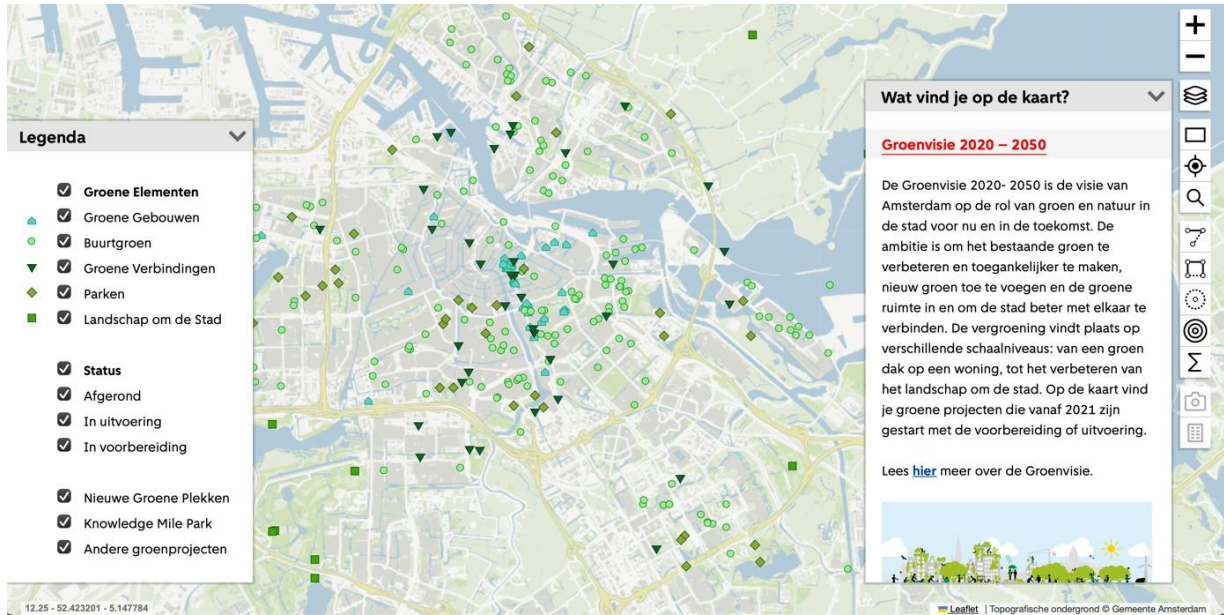 Legenda
Groene Elementen
Groene Gebouwen
Buurtgroen
Groene Verbindingen
Parken
Landschap om de Stad
Status
Afgerond
In uitvoering
In voorbereiding
Nieuwe Groene Plekken
Knowledge Mile Park
Andere groenprojecten
12.25 - 52.423201 - 5.147784
Wat vind je op de kaart?
Groenvisie 2020 – 2050
De Groenvisie 2020- 2050 is de visie van
Amsterdam op de rol van groen en natuur in
de stad voor nu en in de toekomst. De
ambitie is om het bestaande groen te
verbeteren en toegankelijker te maken,
nieuw groen toe te voegen en de groene
ruimte in en om de stad beter met elkaar te
verbinden. De vergroening vindt plaats op
verschillende schaalniveaus: van een groen
dak op een woning, tot het verbeteren van
het landschap om de stad. Op de kaart vind
je groene projecten die vanaf 2021 zijn
gestart met de voorbereiding of uitvoering.
Lees hier meer over de Groenvisie.
Leaflet | Topografische ondergrond © Gemeente Amsterdam